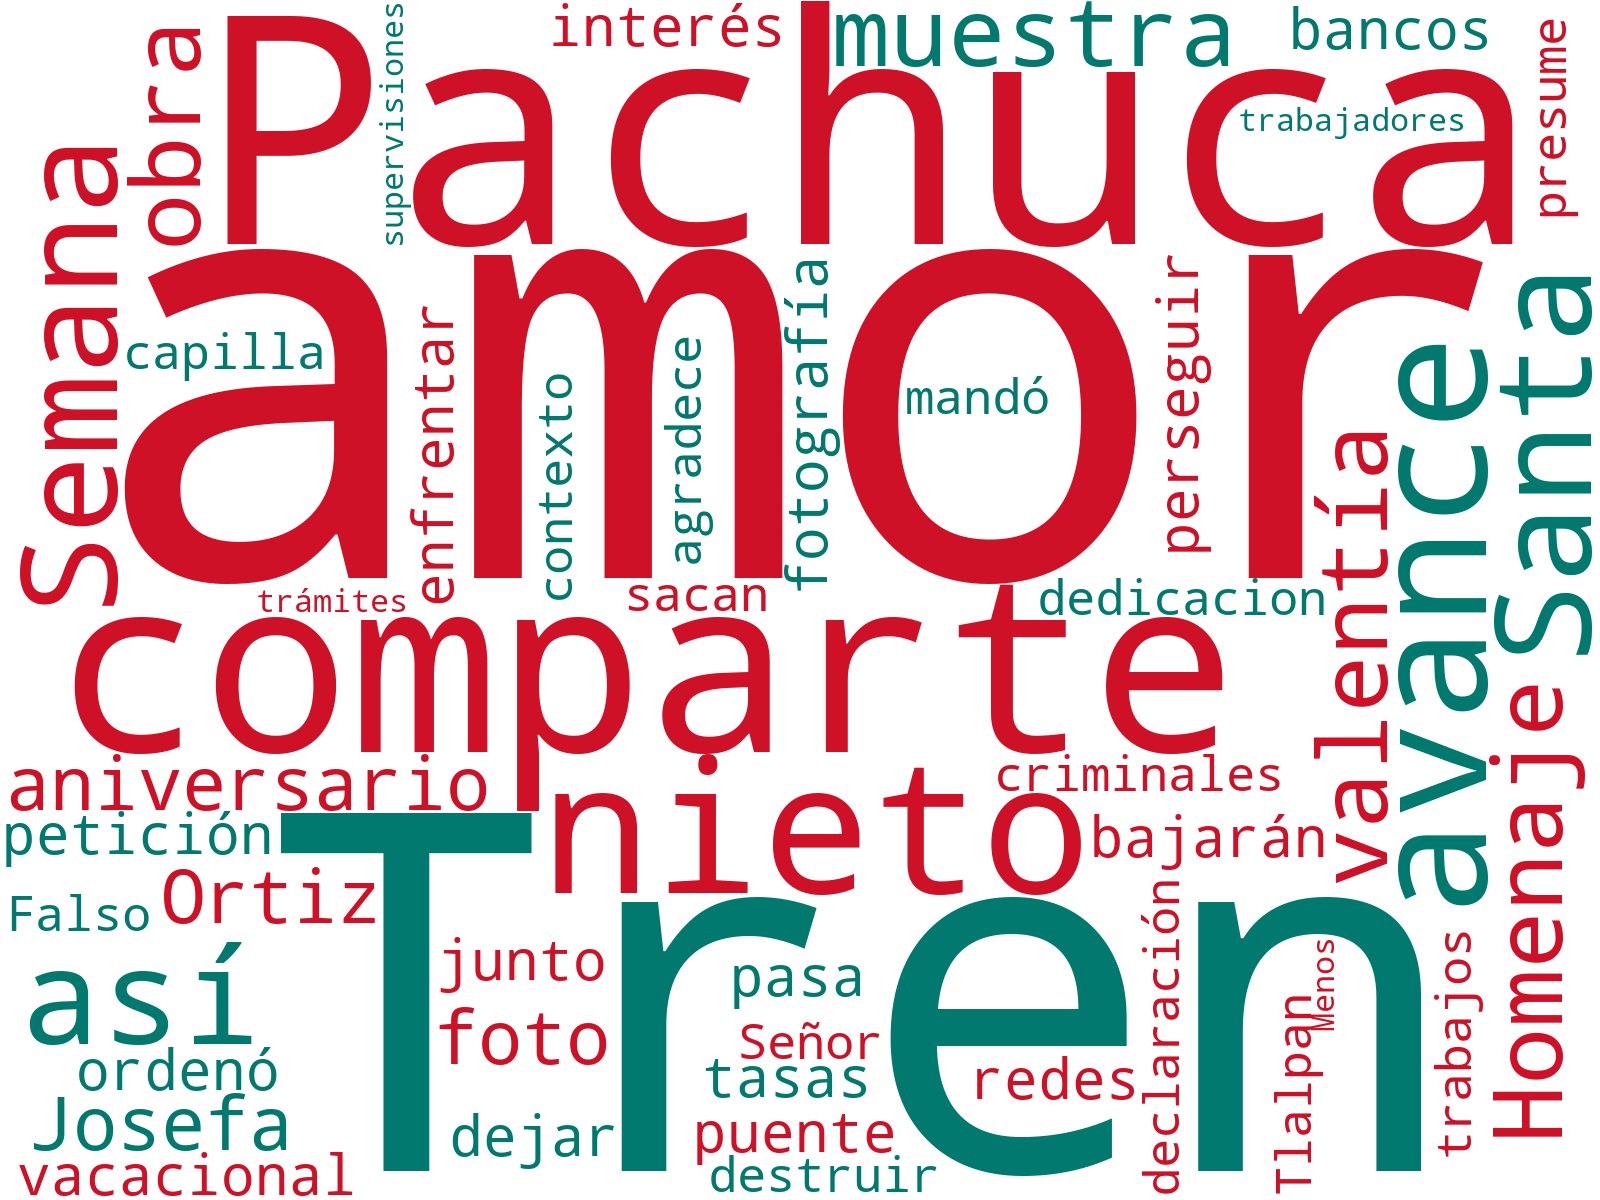 interés
muestra
bancos
presume
obra
supervisiones
Pachuca
trabajadores
Semana
amor
capilla
enfrentar
contexto
agradece
fotografía
mandó
perseguir
Santa
avance
valentía
trámites
sacan
dedicacion
comparte
Homenaje
aniversario
nieto
criminales
petición
bajarán
Tren
Falso
Ortiz
así
junto
pasa
declaración
Menos
trabajos
foto
Señor
Tlalpan
ordenó
tasas
redes
Josefa
dejar
puente
vacacional
destruir